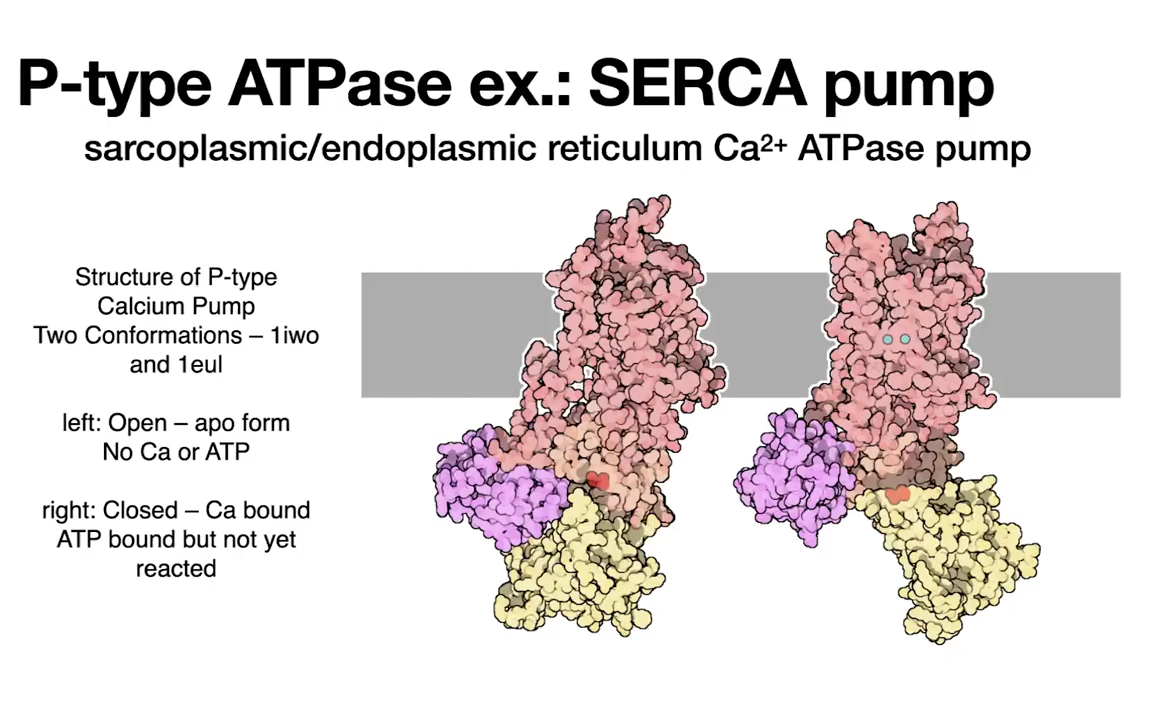 P-type ATPase ex.: SERCA pump
sarcoplasmic/endoplasmic reticulum Ca²⁺ ATPase pump
Structure of P-type
Calcium Pump
Two Conformations – 1iwo
and 1eul
left: Open – apo form
No Ca or ATP
right: Closed – Ca bound
ATP bound but not yet
reacted